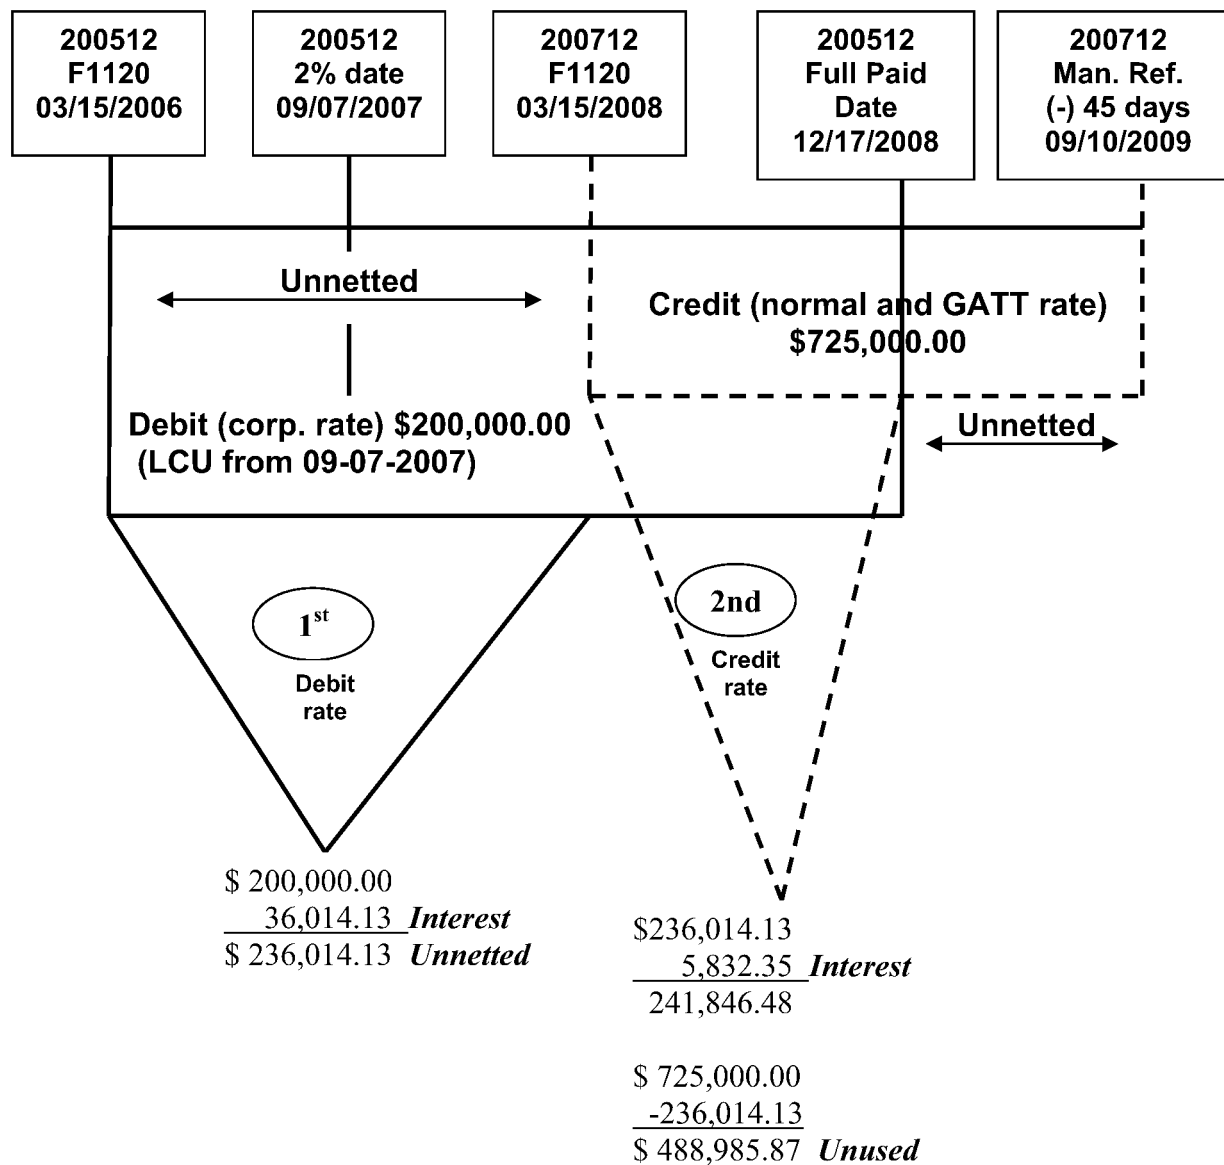 200512
F1120
03/15/2006
200512
2% date
09/07/2007
200712
F1120
03/15/2008
200512
Full Paid
Date
12/17/2008
200712
Man. Ref.
(-) 45 days
09/10/2009
Unnetted
Credit (normal and GATT rate)
$725,000.00
Debit (corp. rate) $200,000.00
(LCU from 09-07-2007)
Unnetted
1st
Debit
rate
2nd
Credit
rate
$ 200,000.00
36,014.13 Interest
$ 236,014.13 Unnetted
$236,014.13
5,832.35 Interest
241,846.48
$ 725,000.00
-236,014.13
$ 488,985.87 Unused